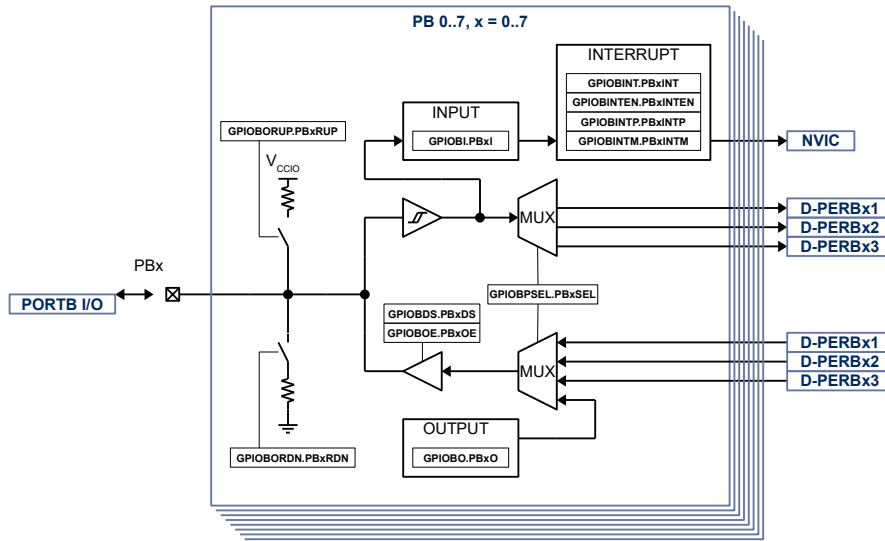 PB 0..7, x = 0..7
INTERRUPT
GPIOBINT.PBxINT
GPIOBINTEN.PBxINTEN
GPIOBINTP.PBxINTP
GPIOBINTM.PBxINTM
INPUT
GPIOBI.PBxI
NVIC
GPIOBORUP.PBxRUP
VCCIO
MUX
D-PERBx1
D-PERBx2
D-PERBx3
PBx
PORTB I/O
GPIOBPSEL.PBxSEL
GPIOBDS.PBxDS
GPIOBOE.PBxOE
MUX
D-PERBx1
D-PERBx2
D-PERBx3
OUTPUT
GPIOBO.PBxO
GPIOBORDN.PBxRDN